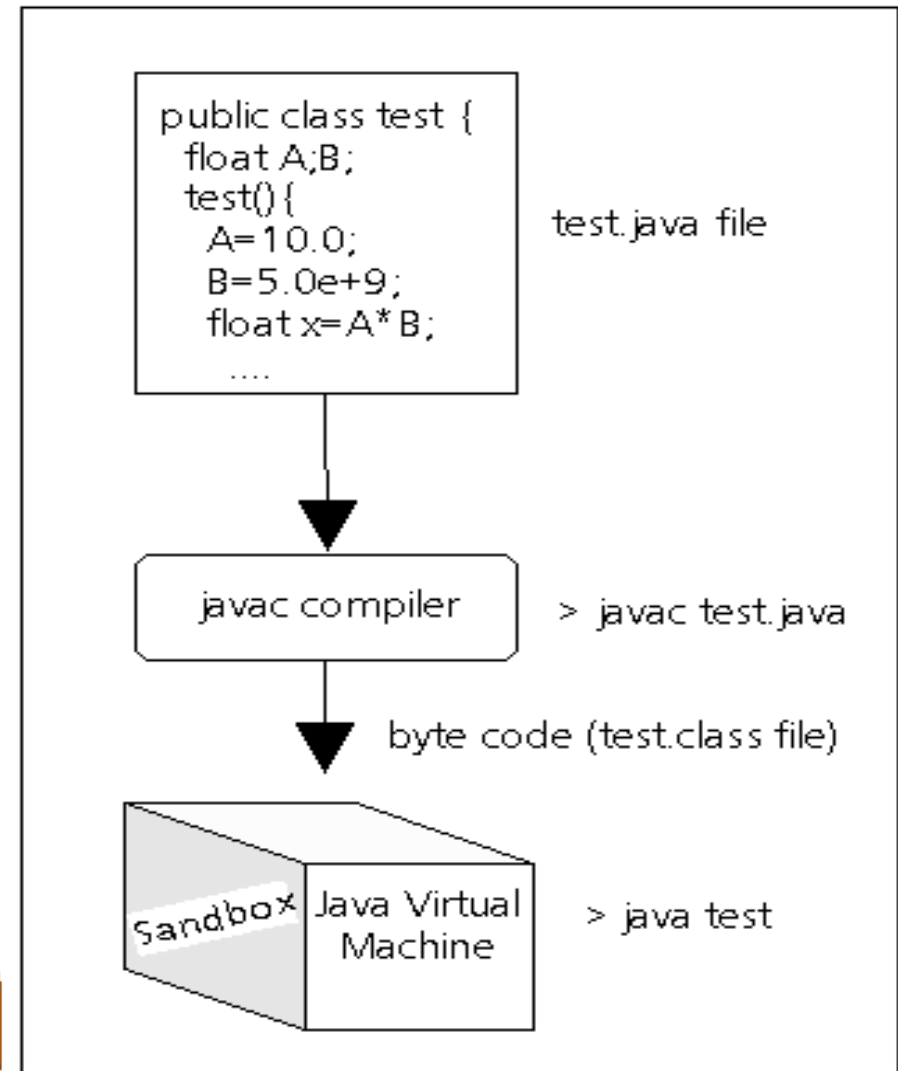 public class test {
float A;B;
test(){
A=10.0;
B=5.0e+9;
float x=A*B;
....
test.java file
javac compiler
> javac test.java
byte code (test.class file)
Sandbox
Java Virtual
Machine
> java test